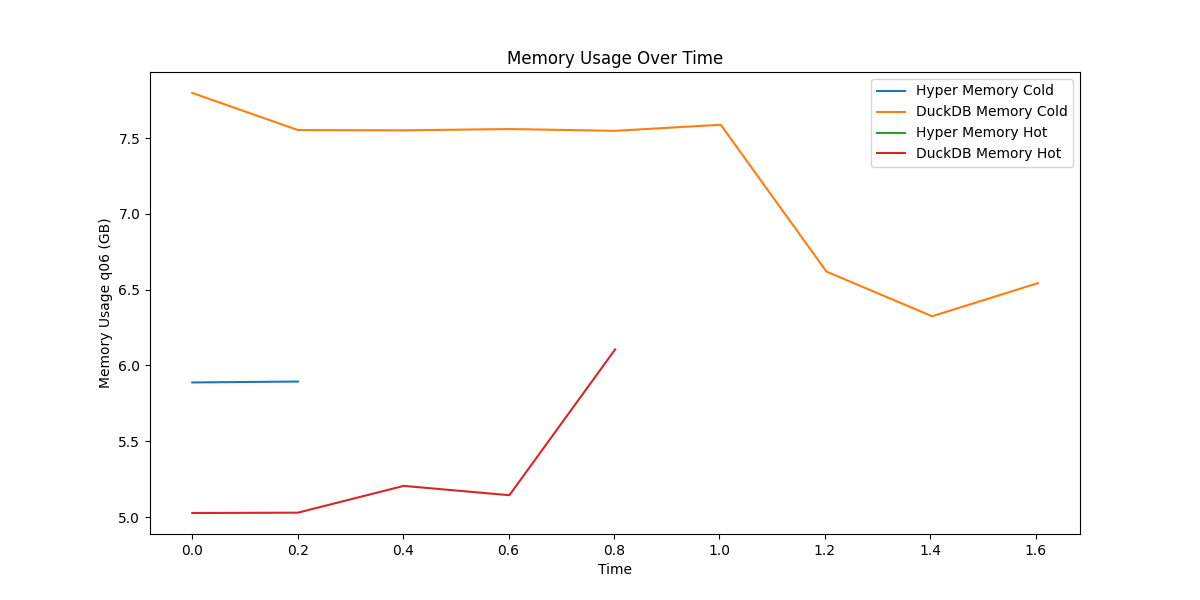 Memory Usage Over Time
Hyper Memory Cold
DuckDB Memory Cold
Hyper Memory Hot
DuckDB Memory Hot
Memory Usage q06 (GB)
7.5
7.0
6.5
6.0
5.5
5.0
0.0 0.2 0.4 0.6 0.8 1.0 1.2 1.4 1.6
Time